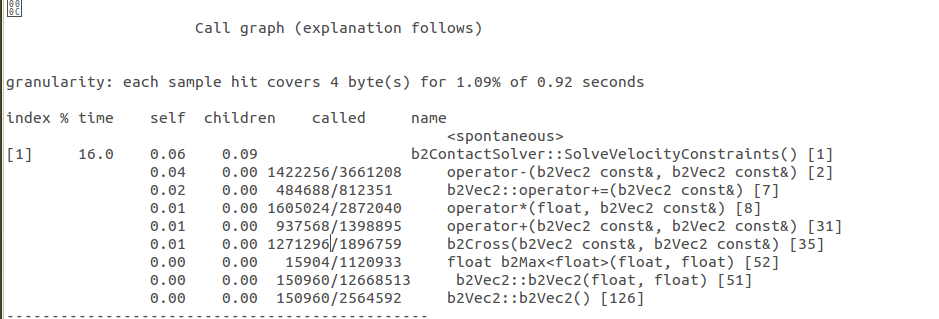 00
0C
Call graph (explanation follows)
granularity: each sample hit covers 4 byte(s) for 1.09% of 0.92 seconds
index % time    self  children    called     name
                                                 <spontaneous>
[1]     16.0    0.06    0.09                 b2ContactSolver::SolveVelocityConstraints() [1]
                0.04    0.00 1422256/3661208     operator-(b2Vec2 const&, b2Vec2 const&) [2]
                0.02    0.00  484688/812351      b2Vec2::operator+=(b2Vec2 const&) [7]
                0.01    0.00 1605024/2872040     operator*(float, b2Vec2 const&) [8]
                0.01    0.00  937568/1398895     operator+(b2Vec2 const&, b2Vec2 const&) [31]
                0.01    0.00 1271296/1896759     b2Cross(b2Vec2 const&, b2Vec2 const&) [35]
                0.00    0.00   15904/1120933     float b2Max<float>(float, float) [52]
                0.00    0.00  150960/12668513     b2Vec2::b2Vec2(float, float) [51]
                0.00    0.00  150960/2564592     b2Vec2::b2Vec2() [126]
-----------------------------------------------